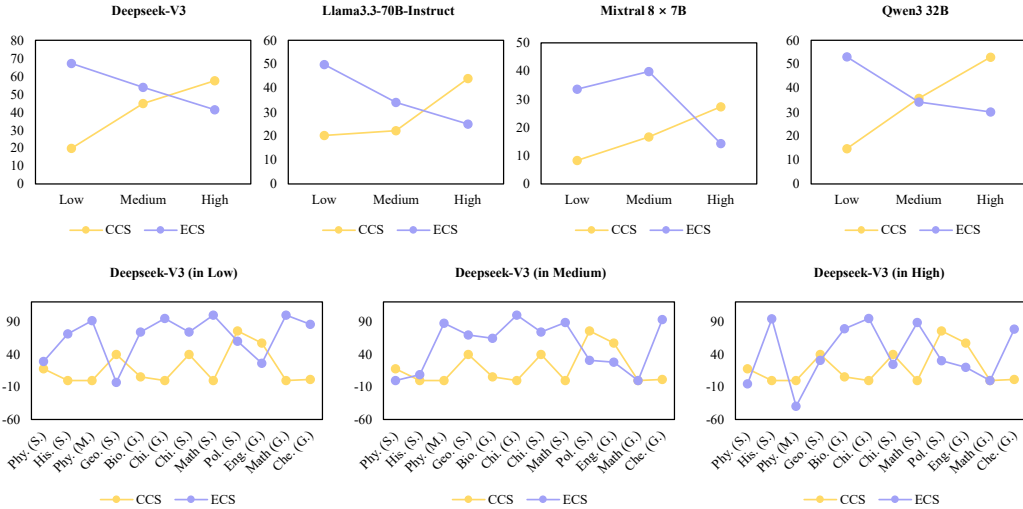 Deepseek-V3
80
70
60
50
40
30
20
10
0
Low Medium High
CCS ECS
Llama3.3-70B-Instruct
60
50
40
30
20
10
0
Low Medium High
CCS ECS
Mixtral 8 × 7B
50
40
30
20
10
0
Low Medium High
CCS ECS
Qwen3 32B
60
50
40
30
20
10
0
Low Medium High
CCS ECS
Deepseek-V3 (in Low)
90
40
-10
-60
Phy. (S.) His. (S.) Phy. (M.) Geo. (S.) Bio. (G.) Chi. (G.) Chi. (S.) Math (S.) Pol. (S.) Eng. (G.) Math (G.) Che. (G.)
CCS ECS
Deepseek-V3 (in Medium)
90
40
-10
-60
Phy. (S.) His. (S.) Phy. (M.) Geo. (S.) Bio. (G.) Chi. (G.) Chi. (S.) Math (S.) Pol. (S.) Eng. (G.) Math (G.) Che. (G.)
CCS ECS
Deepseek-V3 (in High)
90
40
-10
-60
Phy. (S.) His. (S.) Phy. (M.) Geo. (S.) Bio. (G.) Chi. (G.) Chi. (S.) Math (S.) Pol. (S.) Eng. (G.) Math (G.) Che. (G.)
CCS ECS